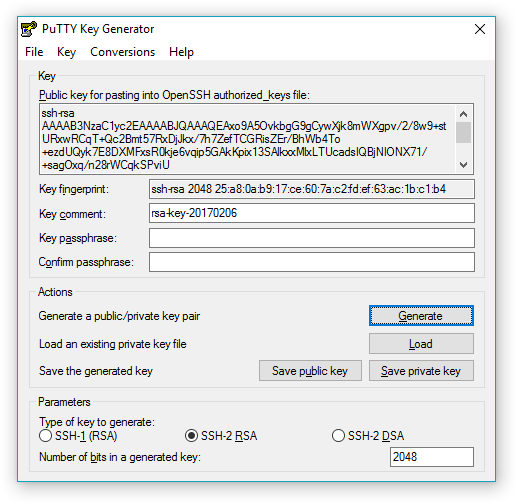 PuTTY Key Generator
File Key Conversions Help
Key
Public key for pasting into OpenSSH authorized_keys file:
ssh-rsa
AAAAB3NzaC1yc2EAAAABJQAAAQEAxo9A5OvkbgG9gCywXjk8mWXgpv/2/8w9+st
URxwRCqT+Qc2Bmt57RxDjJkx/7h7ZefTCGRisZEr/BhWb4To
+ezdUQyk7E8DXMFxsR0kje6vqip5GAkKpix13SAlkxxMlxLTUcadsIQBjNIONX71/
+sagOxq/n28rWCqkSPviU
Key fingerprint: ssh-rsa 2048 25:a8:0a:b9:17:ce:60:7a:c2:fd:ef:63:ac:1b:c1:b4
Key comment: rsa-key-20170206
Key passphrase:
Confirm passphrase:
Actions
Generate a public/private key pair Generate
Load an existing private key file Load
Save the generated key Save public key Save private key
Parameters
Type of key to generate:
SSH-1 (RSA) SSH-2 RSA SSH-2 DSA
Number of bits in a generated key: 2048